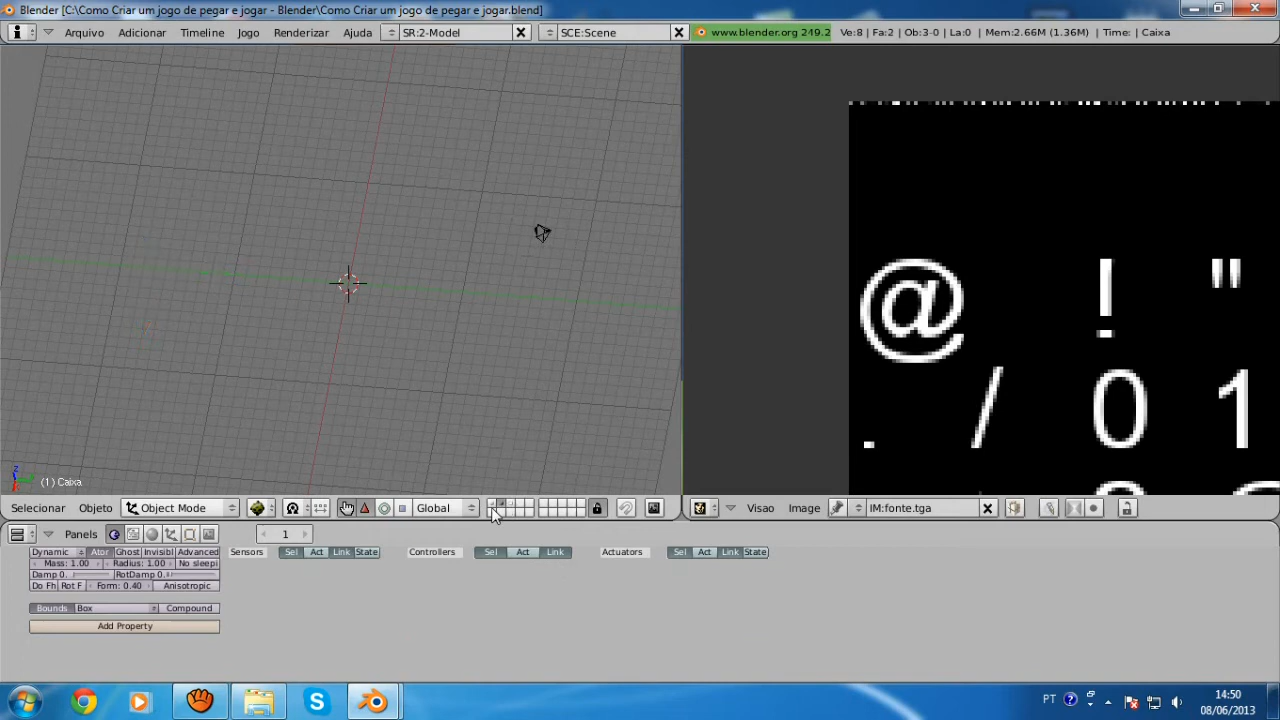 Blender [C:\Como Criar um jogo de pegar e jogar - Blender\Como Criar um jogo de pegar e jogar.blend]
Arquivo Adicionar Timeline Jogo Renderizar Ajuda SR:2-Model SCE:Scene www.blender.org 249.2 Ve:8 | Fa:2 | Ob:3-0 | La:0 | Mem:2.66M (1.36M) | Time: | Caixa
@ ! "
. / 0 1
z
(1) Caixa
Selecionar Objeto Object Mode Global Visao Image IM:fonte.tga
Panels 1
Dynamic Ator Ghost Invisibl Advanced Sensors Sel Act Link State Controllers Sel Act Link Actuators Sel Act Link State
Mass: 1.00 Radius: 1.00 No sleepi
Damp 0. RotDamp 0.
Do Fh Rot F Form: 0.40 Anisotropic
Bounds Box Compound
Add Property
PT 14:50
08/06/2013